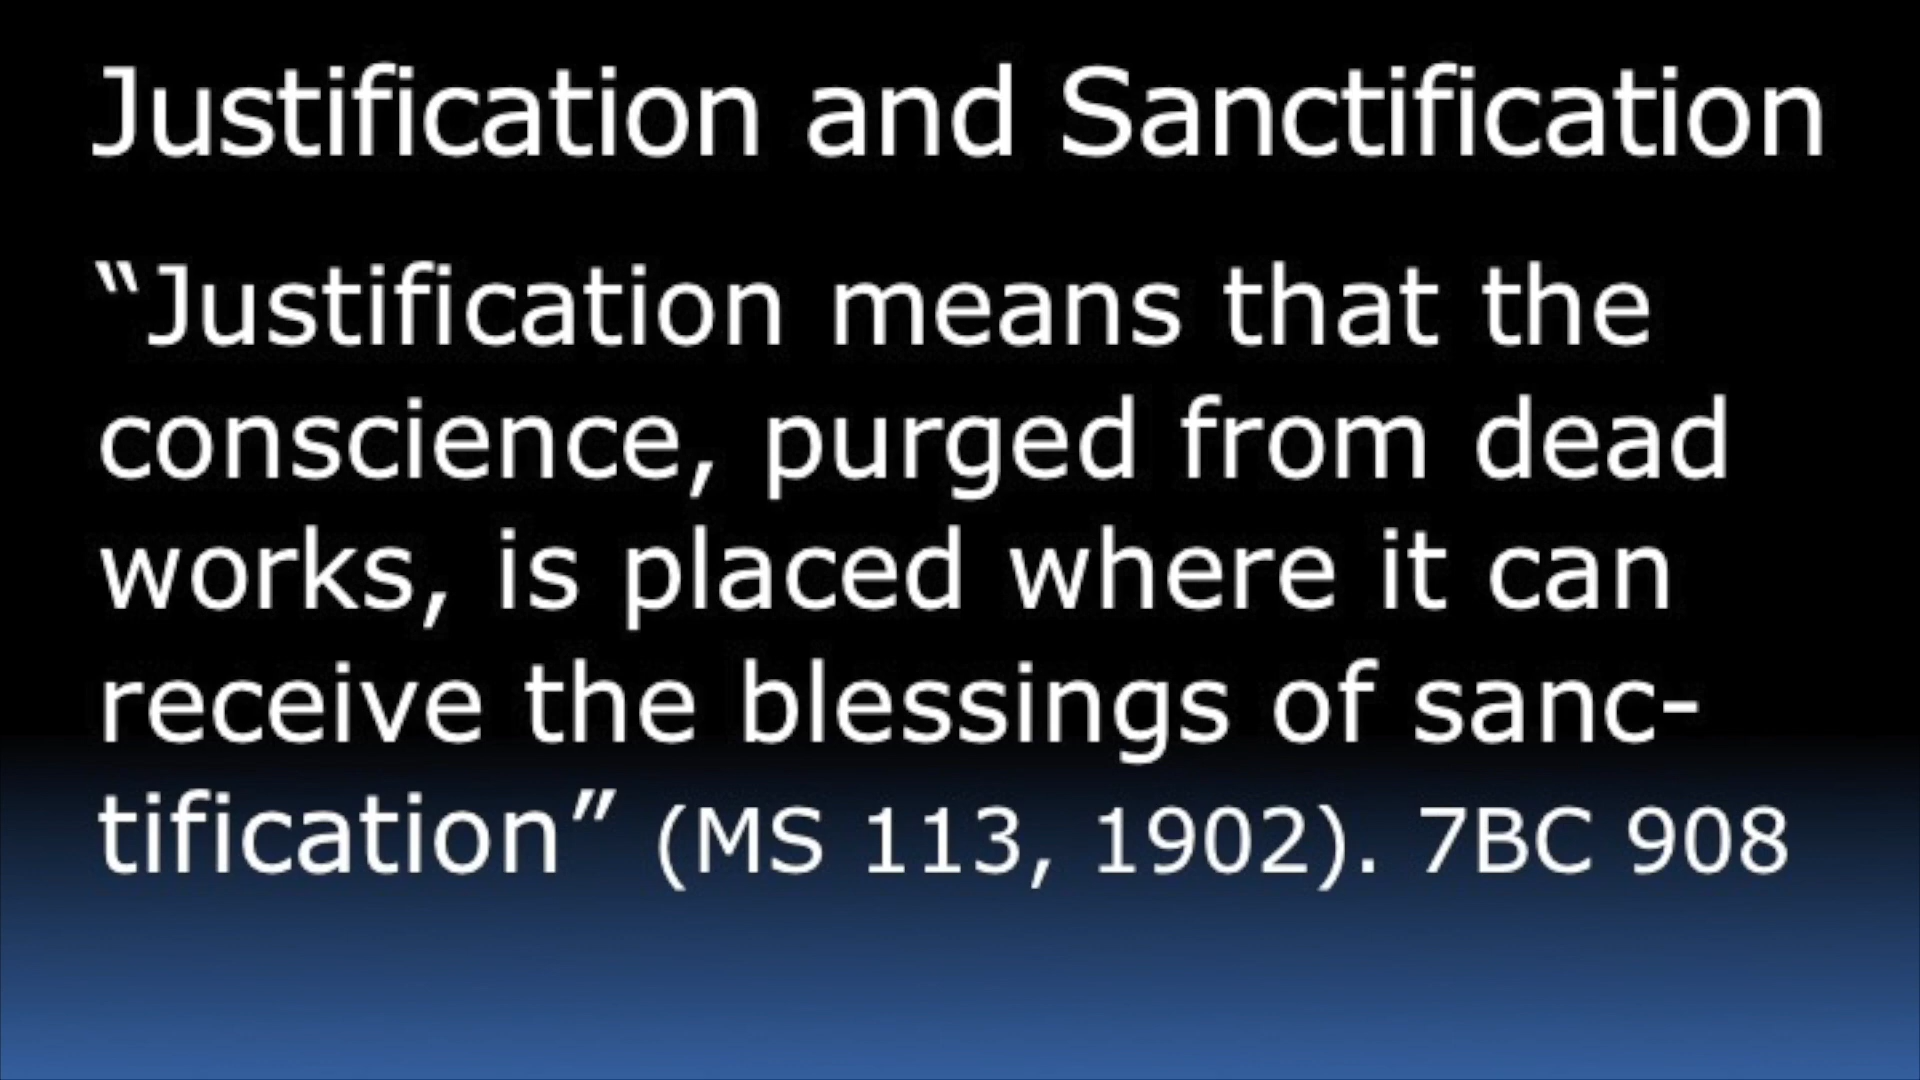 Justification and Sanctification
“Justification means that the
conscience, purged from dead
works, is placed where it can
receive the blessings of sanc-
tification” (MS 113, 1902). 7BC 908